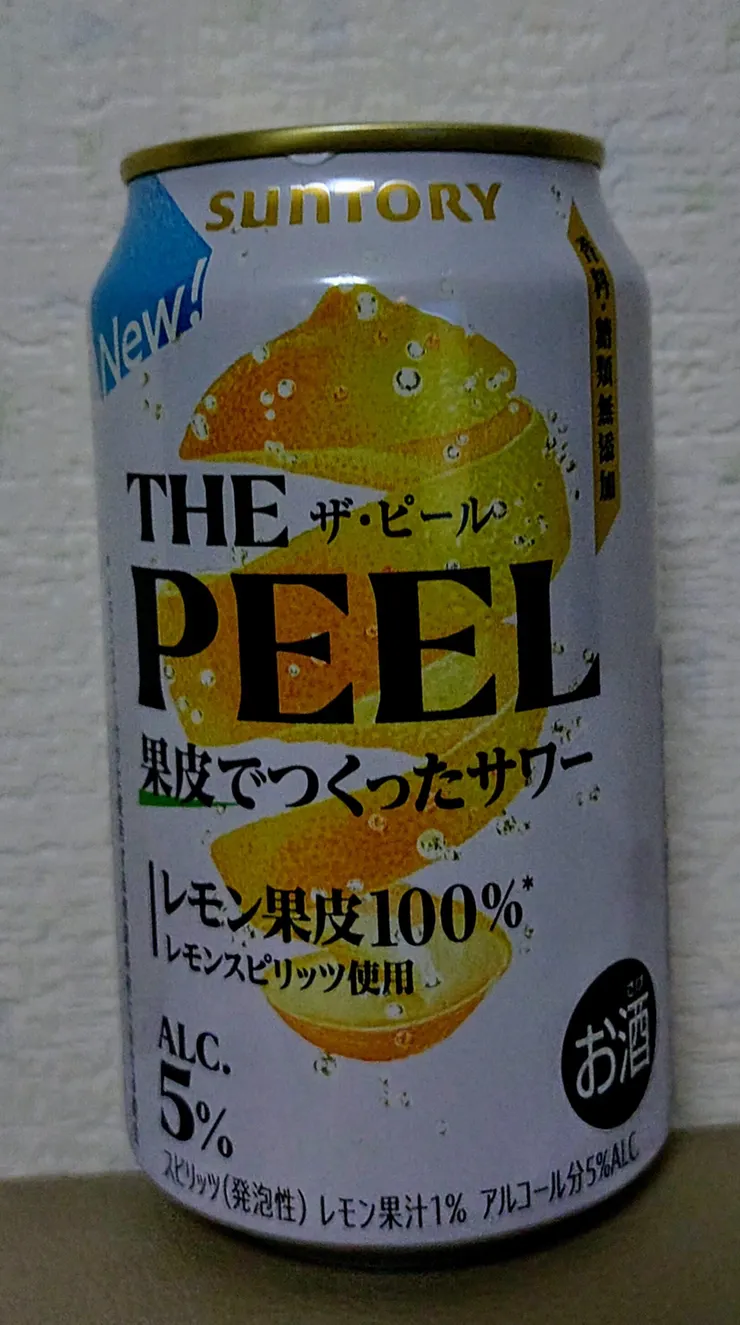 SUNTORY
New!
香料・糖類無添加
THE ザ・ピール
PEEL
果皮でつくったサワー
レモン果皮100%*
レモンスピリッツ使用
ALC.
5%
さけ
お酒
スピリッツ(発泡性) レモン果汁1% アルコール分5%ALC